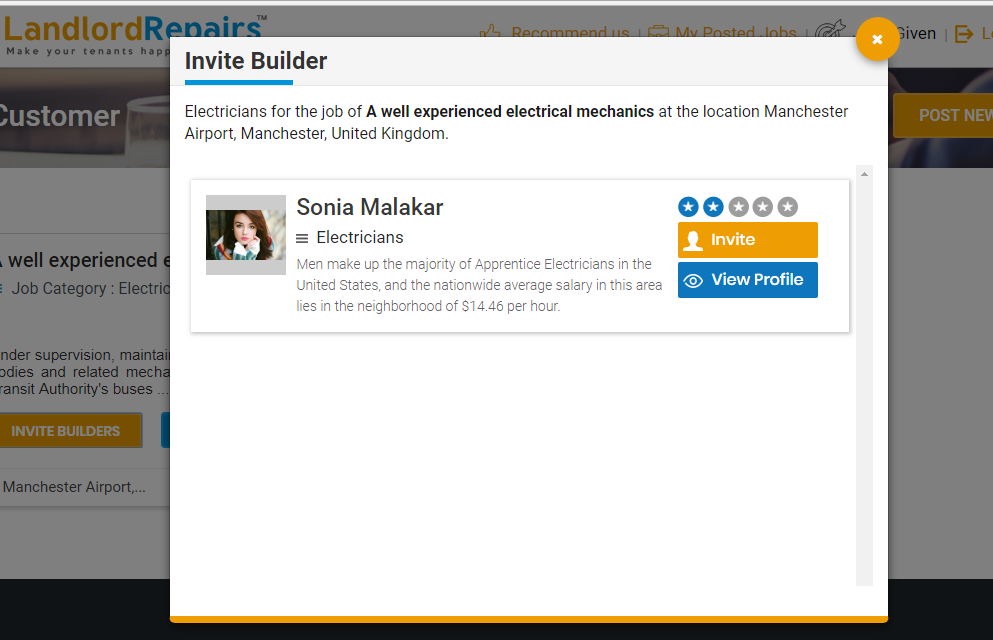 LandlordRepairs™
Make your tenants happ
Recommend us | My Posted Jobs | Given |
Customer
POST NEW
Invite Builder
Electricians for the job of A well experienced electrical mechanics at the location Manchester
Airport, Manchester, United Kingdom.
Sonia Malakar
Electricians
Men make up the majority of Apprentice Electricians in the
United States, and the nationwide average salary in this area
lies in the neighborhood of $14.46 per hour.
Invite
View Profile
A well experienced e
Job Category : Electric
nder supervision, maintai
odies and related mecha
ransit Authority's buses ...
INVITE BUILDERS
Manchester Airport,...